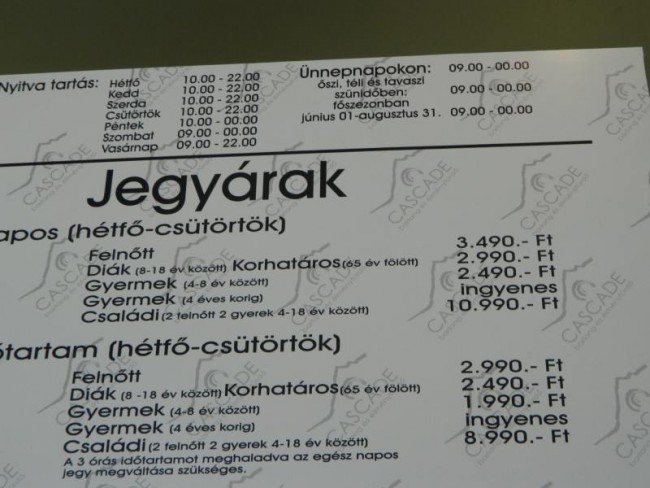 Nyitva tartás: Hétfő 10.00 - 22.00
Kedd 10.00 - 22.00
Szerda 10.00 - 22.00
Csütörtök 10.00 - 22.00
Péntek 10.00 - 00.00
Szombat 09.00 - 00.00
Vasárnap 09.00 - 22.00
Ünnepnapokon: 09.00 - 00.00
őszi, téli és tavaszi
szünidőben: 09.00 - 00.00
főszezonban
június 01-augusztus 31. 09.00 - 00.00
Jegyárak
apos (hétfő-csütörtök)
Felnőtt 3.490.- Ft
Diák (8-18 év között) Korhatáros (65 év fölött) 2.990.- Ft
Gyermek (4-8 év között) 2.490.- Ft
Gyermek (4 éves korig) ingyenes
Családi (2 felnőtt 2 gyerek 4-18 év között) 10.990.- Ft
őtartam (hétfő-csütörtök)
Felnőtt 2.990.- Ft
Diák (8 -18 év között) Korhatáros (65 év fölött) 2.490.- Ft
Gyermek (4-8 év között) 1.990.- Ft
Gyermek (4 éves korig) ingyenes
Családi (2 felnőtt 2 gyerek 4-18 év között) 8.990.- Ft
A 3 órás időtartamot meghaladva az egész napos
jegy megváltása szükséges.
CASCADE